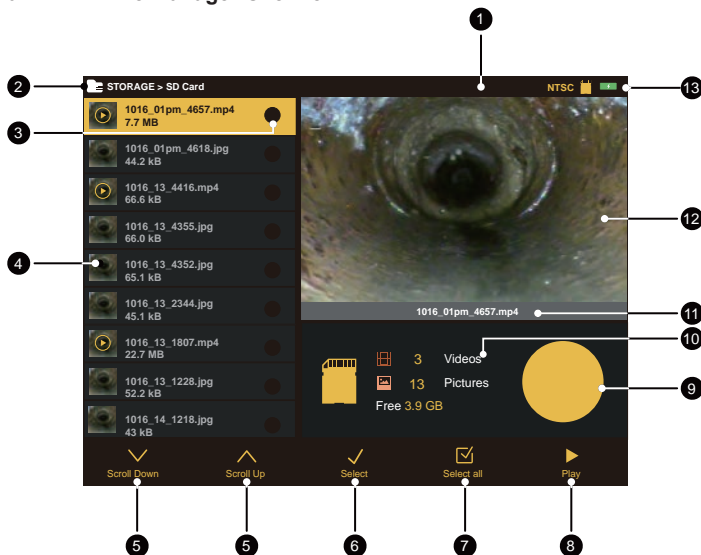 1
2
STORAGE > SD Card
NTSC
13
1016_01pm_4657.mp4
7.7 MB
3
1016_01pm_4618.jpg
44.2 kB
1016_13_4416.mp4
66.6 kB
12
1016_13_4355.jpg
66.0 kB
4
1016_13_4352.jpg
65.1 kB
1016_13_2344.jpg
45.1 kB
1016_01pm_4657.mp4
11
1016_13_1807.mp4
22.7 MB
10
3 Videos
13 Pictures
9
Free 3.9 GB
1016_13_1228.jpg
52.2 kB
1016_14_1218.jpg
43 kB
Scroll Down
Scroll Up
Select
Select all
Play
5
5
6
7
8